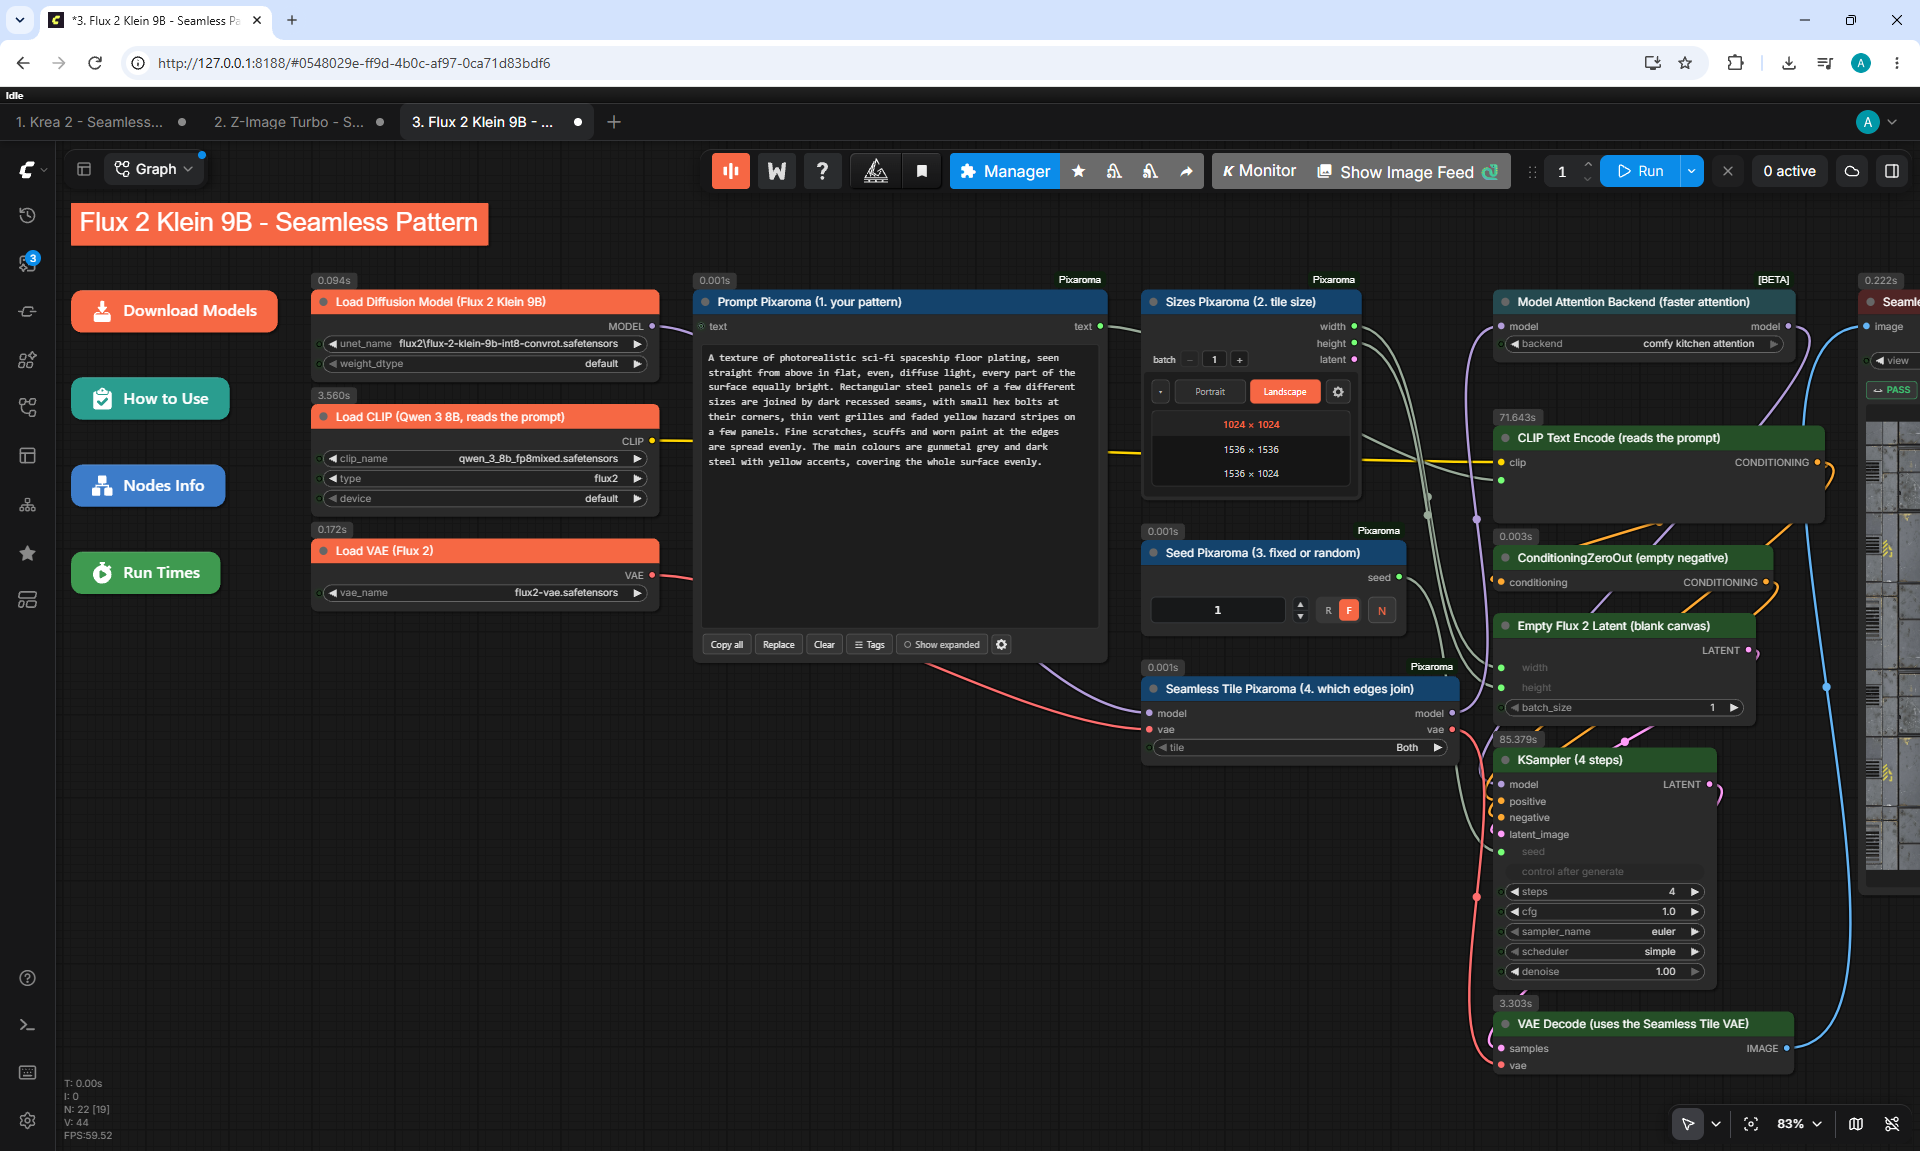 *3. Flux 2 Klein 9B - Seamless Pa
http://127.0.0.1:8188/#0548029e-ff9d-4b0c-af97-0ca71d83bdf6
A
Idle
1. Krea 2 - Seamless...
2. Z-Image Turbo - S...
3. Flux 2 Klein 9B - ...
A
Graph
W
?
Manager
K Monitor
Show Image Feed
1
Run
0 active
3
Flux 2 Klein 9B - Seamless Pattern
Download Models
How to Use
Nodes Info
Run Times
0.094s
Load Diffusion Model (Flux 2 Klein 9B)
MODEL
unet_name flux2\flux-2-klein-9b-int8-convrot.safetensors
weight_dtype default
3.560s
Load CLIP (Qwen 3 8B, reads the prompt)
CLIP
clip_name qwen_3_8b_fp8mixed.safetensors
type flux2
device default
0.172s
Load VAE (Flux 2)
VAE
vae_name flux2-vae.safetensors
0.001s Pixaroma
Prompt Pixaroma (1. your pattern)
text text
A texture of photorealistic sci-fi spaceship floor plating, seen
straight from above in flat, even, diffuse light, every part of the
surface equally bright. Rectangular steel panels of a few different
sizes are joined by dark recessed seams, with small hex bolts at
their corners, thin vent grilles and faded yellow hazard stripes on
a few panels. Fine scratches, scuffs and worn paint at the edges
are spread evenly. The main colours are gunmetal grey and dark
steel with yellow accents, covering the whole surface evenly.
Copy all Replace Clear Tags Show expanded
Pixaroma
Sizes Pixaroma (2. tile size)
width
height
latent
batch − 1 +
Portrait Landscape
1024 × 1024
1536 × 1536
1536 × 1024
0.001s Pixaroma
Seed Pixaroma (3. fixed or random)
seed
1 R F N
0.001s Pixaroma
Seamless Tile Pixaroma (4. which edges join)
model model
vae vae
tile Both
[BETA]
Model Attention Backend (faster attention)
model model
backend comfy kitchen attention
71.643s
CLIP Text Encode (reads the prompt)
clip CONDITIONING
0.003s
ConditioningZeroOut (empty negative)
conditioning CONDITIONING
Empty Flux 2 Latent (blank canvas)
LATENT
width
height
batch_size 1
85.379s
KSampler (4 steps)
model LATENT
positive
negative
latent_image
seed
control after generate
steps 4
cfg 1.0
sampler_name euler
scheduler simple
denoise 1.00
3.303s
VAE Decode (uses the Seamless Tile VAE)
samples IMAGE
vae
0.222s
Seamle
image
view
PASS
T: 0.00s
I: 0
N: 22 [19]
V: 44
FPS:59.52
83%